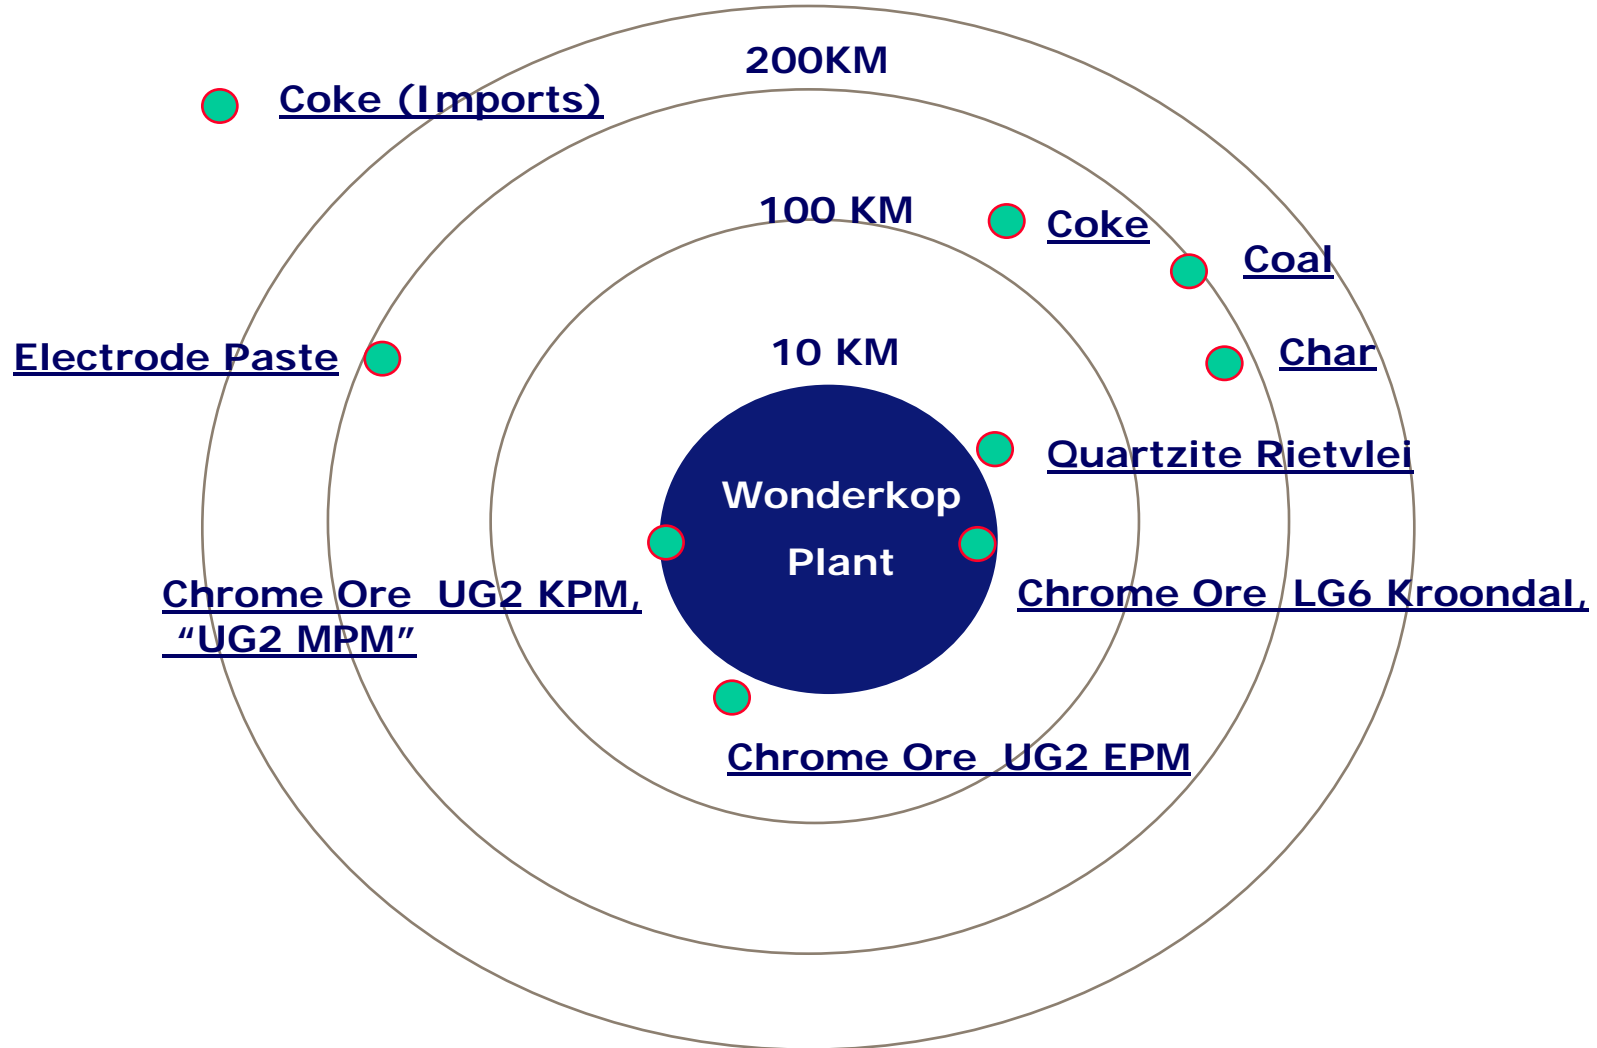 200KM
Coke (Imports)
100 KM
Coke
Coal
Electrode Paste
10 KM
Char
Quartzite Rietvlei
Wonderkop
Plant
Chrome Ore  UG2 KPM,
“UG2 MPM”
Chrome Ore  LG6 Kroondal,
Chrome Ore  UG2 EPM